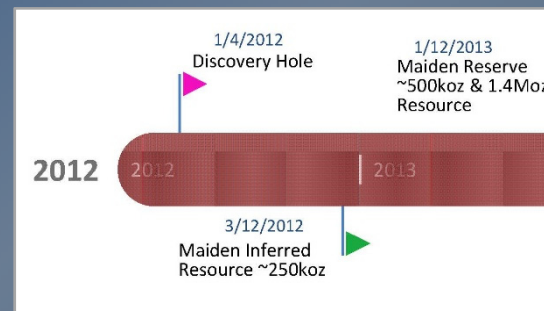 1/4/2012
Discovery Hole
1/12/2013
Maiden Reserve
~500koz & 1.4Moz
Resource
2012
2012
2013
3/12/2012
Maiden Inferred
Resource ~250koz